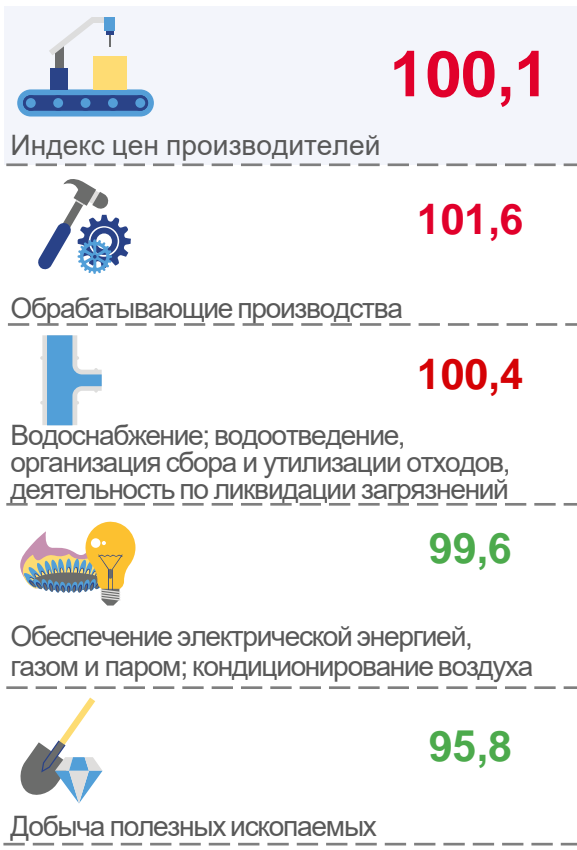 100,1
Индекс цен производителей
101,6
Обрабатывающие производства
100,4
Водоснабжение; водоотведение,
организация сбора и утилизации отходов,
деятельность по ликвидации загрязнений
99,6
Обеспечение электрической энергией,
газом и паром; кондиционирование воздуха
95,8
Добыча полезных ископаемых